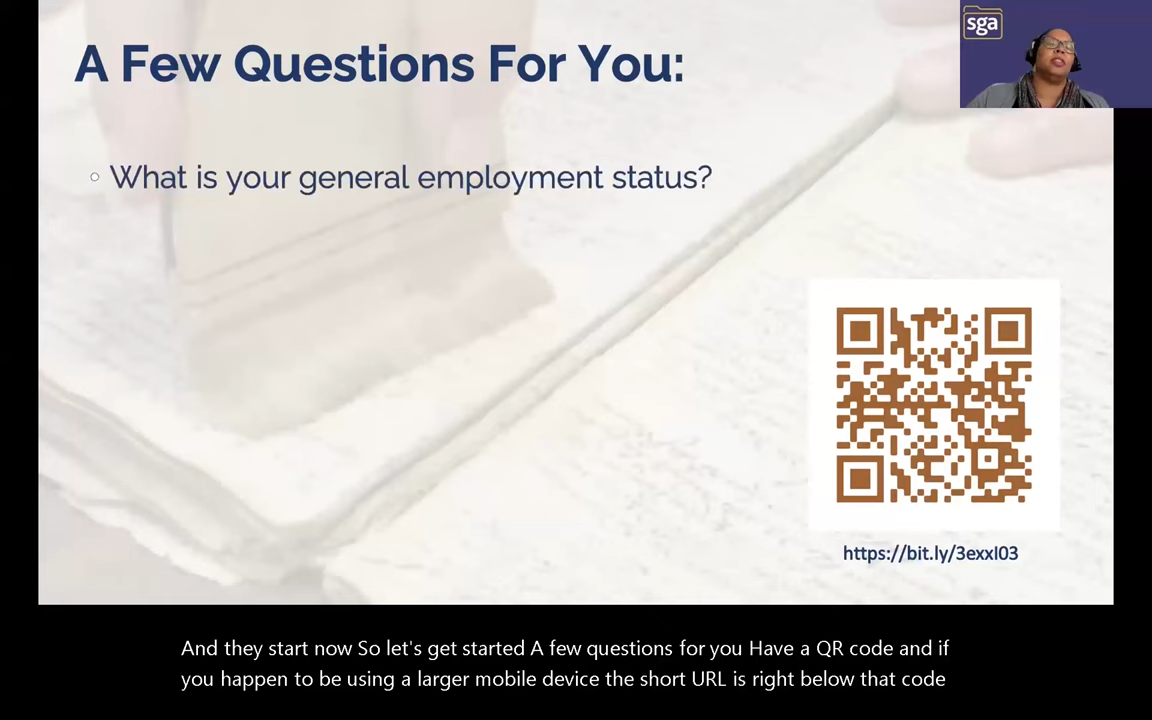 A Few Questions For You:
sga
What is your general employment status?
https://bit.ly/3exxI03
And they start now So let's get started A few questions for you Have a QR code and if
you happen to be using a larger mobile device the short URL is right below that code